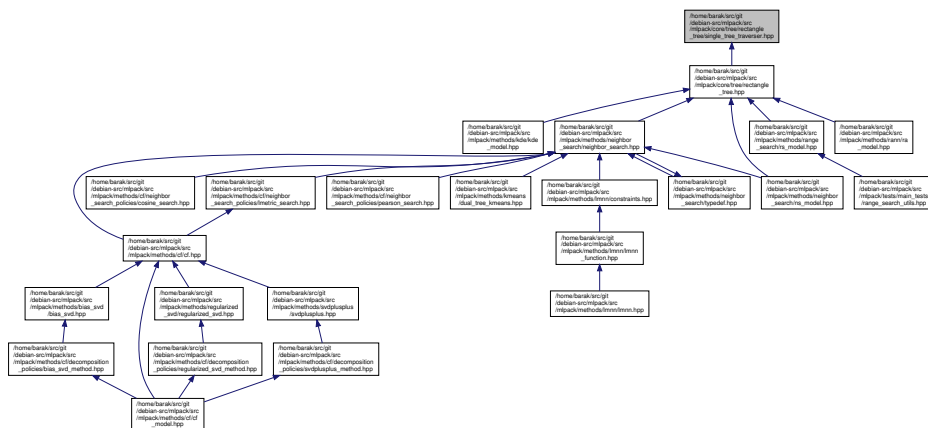 /home/barak/src/git
/debian-src/mlpack/src
/mlpack/core/tree/rectangle
_tree/single_tree_traverser.hpp
/home/barak/src/git
/debian-src/mlpack/src
/mlpack/core/tree/rectangle
_tree.hpp
/home/barak/src/git
/debian-src/mlpack/src
/mlpack/methods/kde/kde
_model.hpp
/home/barak/src/git
/debian-src/mlpack/src
/mlpack/methods/neighbor
_search/neighbor_search.hpp
/home/barak/src/git
/debian-src/mlpack/src
/mlpack/methods/range
_search/rs_model.hpp
/home/barak/src/git
/debian-src/mlpack/src
/mlpack/methods/rann/ra
_model.hpp
/home/barak/src/git
/debian-src/mlpack/src
/mlpack/methods/cf/neighbor
_search_policies/cosine_search.hpp
/home/barak/src/git
/debian-src/mlpack/src
/mlpack/methods/cf/neighbor
_search_policies/lmetric_search.hpp
/home/barak/src/git
/debian-src/mlpack/src
/mlpack/methods/cf/neighbor
_search_policies/pearson_search.hpp
/home/barak/src/git
/debian-src/mlpack/src
/mlpack/methods/kmeans
/dual_tree_kmeans.hpp
/home/barak/src/git
/debian-src/mlpack/src
/mlpack/methods/lmnn/constraints.hpp
/home/barak/src/git
/debian-src/mlpack/src
/mlpack/methods/neighbor
_search/typedef.hpp
/home/barak/src/git
/debian-src/mlpack/src
/mlpack/methods/neighbor
_search/ns_model.hpp
/home/barak/src/git
/debian-src/mlpack/src
/mlpack/tests/main_tests
/range_search_utils.hpp
/home/barak/src/git
/debian-src/mlpack/src
/mlpack/methods/cf/cf.hpp
/home/barak/src/git
/debian-src/mlpack/src
/mlpack/methods/lmnn/lmnn
_function.hpp
/home/barak/src/git
/debian-src/mlpack/src
/mlpack/methods/bias_svd
/bias_svd.hpp
/home/barak/src/git
/debian-src/mlpack/src
/mlpack/methods/regularized
_svd/regularized_svd.hpp
/home/barak/src/git
/debian-src/mlpack/src
/mlpack/methods/svdplusplus
/svdplusplus.hpp
/home/barak/src/git
/debian-src/mlpack/src
/mlpack/methods/lmnn/lmnn.hpp
/home/barak/src/git
/debian-src/mlpack/src
/mlpack/methods/cf/decomposition
_policies/bias_svd_method.hpp
/home/barak/src/git
/debian-src/mlpack/src
/mlpack/methods/cf/decomposition
_policies/regularized_svd_method.hpp
/home/barak/src/git
/debian-src/mlpack/src
/mlpack/methods/cf/decomposition
_policies/svdplusplus_method.hpp
/home/barak/src/git
/debian-src/mlpack/src
/mlpack/methods/cf/cf
_model.hpp